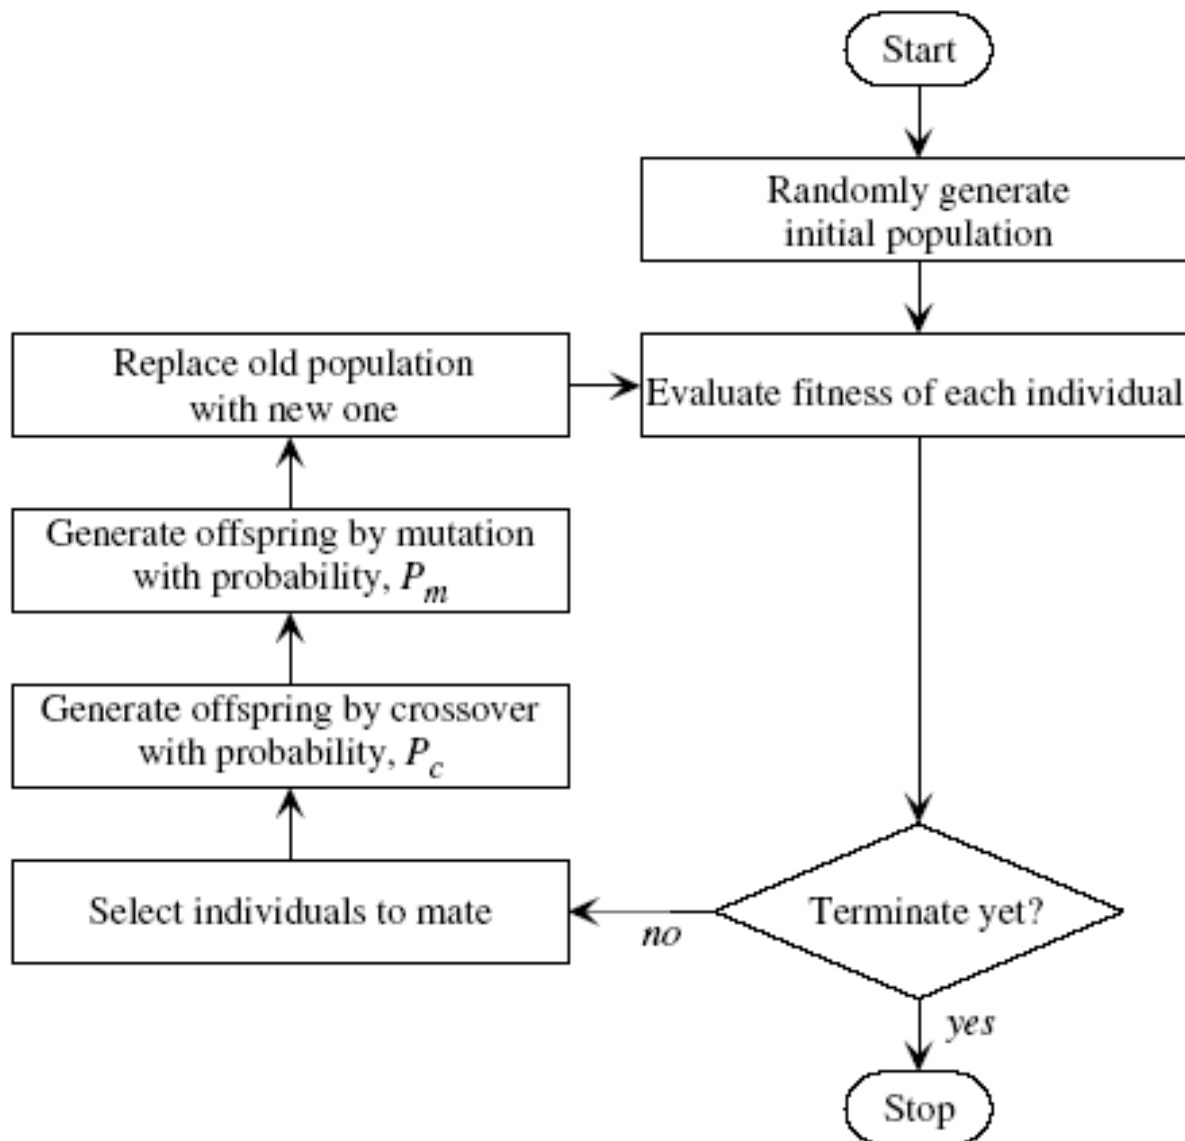 Start
Randomly generate
initial population
Replace old population
with new one
Evaluate fitness of each individual
Generate offspring by mutation
with probability, Pm
Generate offspring by crossover
with probability, Pc
Select individuals to mate
no
Terminate yet?
yes
Stop